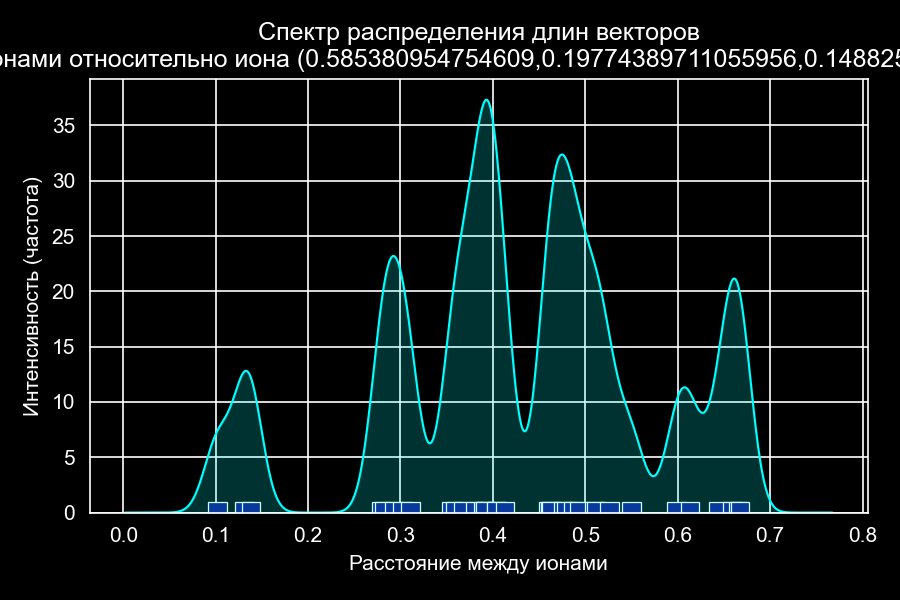 Спектр распределения длин векторов
онами относительно иона (0.585380954754609,0.19774389711055956,0.148825
Интенсивность (частота)
35
30
25
20
15
10
5
0
0.0 0.1 0.2 0.3 0.4 0.5 0.6 0.7 0.8
Расстояние между ионами